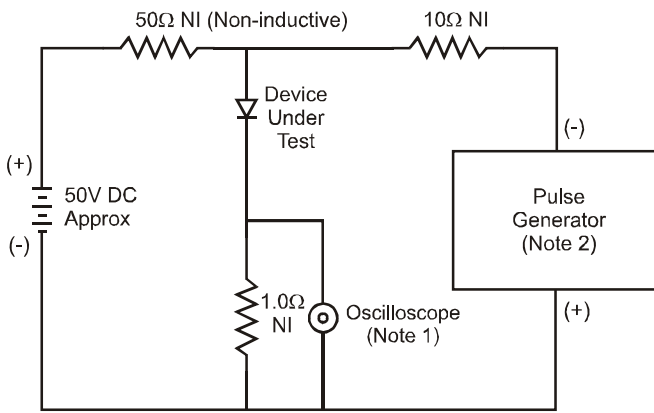 50Ω NI (Non-inductive)
10Ω NI
Device
Under
Test
(+)
50V DC
Approx
(-)
(-)
Pulse
Generator
(Note 2)
(+)
1.0Ω
NI
Oscilloscope
(Note 1)